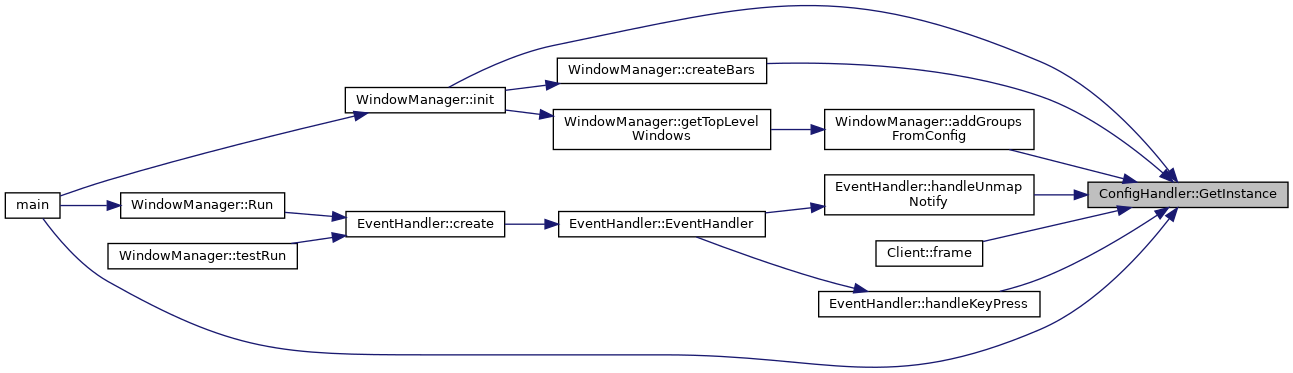 WindowManager::createBars
WindowManager::init
WindowManager::getTopLevel
Windows
WindowManager::addGroups
FromConfig
EventHandler::handleUnmap
Notify
ConfigHandler::GetInstance
main
WindowManager::Run
EventHandler::create
EventHandler::EventHandler
WindowManager::testRun
Client::frame
EventHandler::handleKeyPress